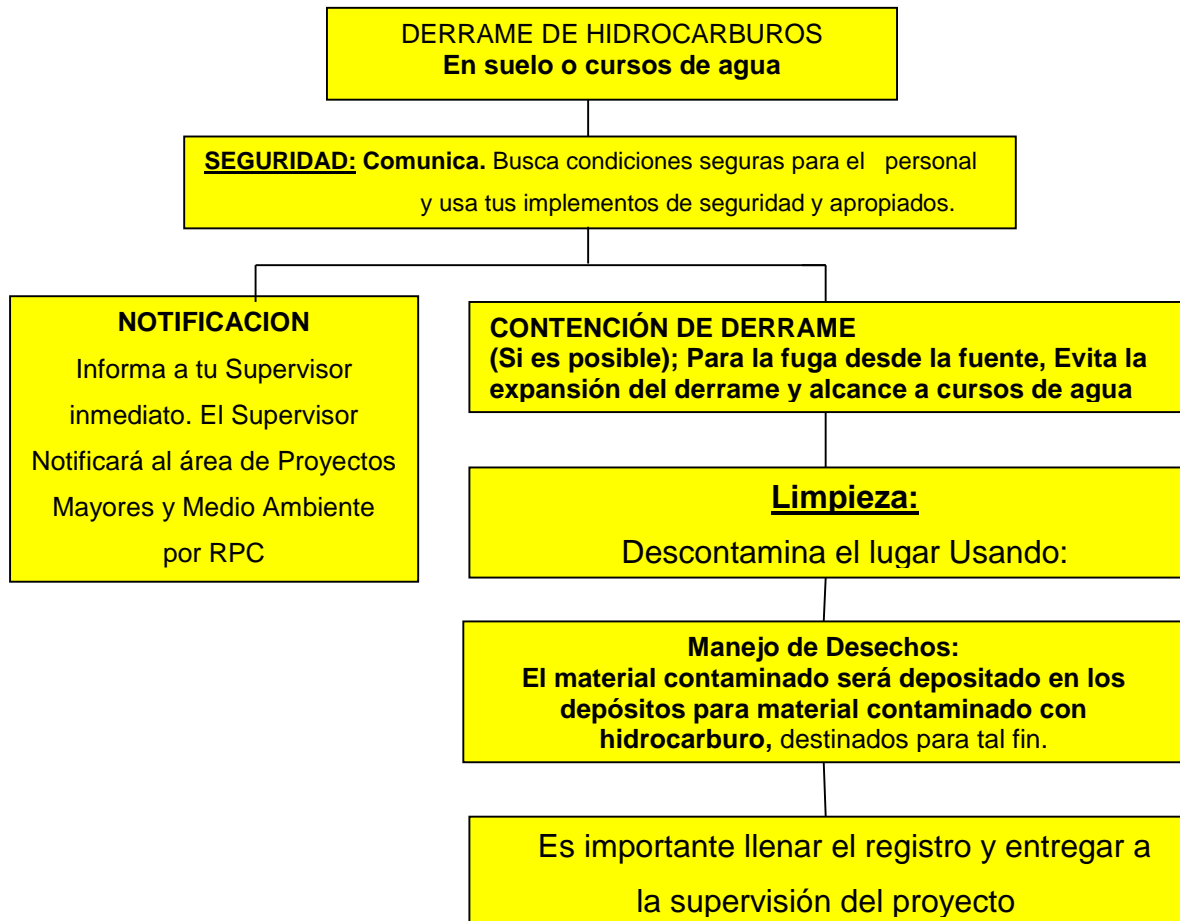 DERRAME DE HIDROCARBUROS
En suelo o cursos de agua
SEGURIDAD: Comunica. Busca condiciones seguras para el personal
y usa tus implementos de seguridad y apropiados.
NOTIFICACION
Informa a tu Supervisor
inmediato. El Supervisor
Notificará al área de Proyectos
Mayores y Medio Ambiente
por RPC
CONTENCIÓN DE DERRAME
(Si es posible); Para la fuga desde la fuente, Evita la
expansión del derrame y alcance a cursos de agua
Limpieza:
Descontamina el lugar Usando:
Manejo de Desechos:
El material contaminado será depositado en los
depósitos para material contaminado con
hidrocarburo, destinados para tal fin.
Es importante llenar el registro y entregar a
la supervisión del proyecto